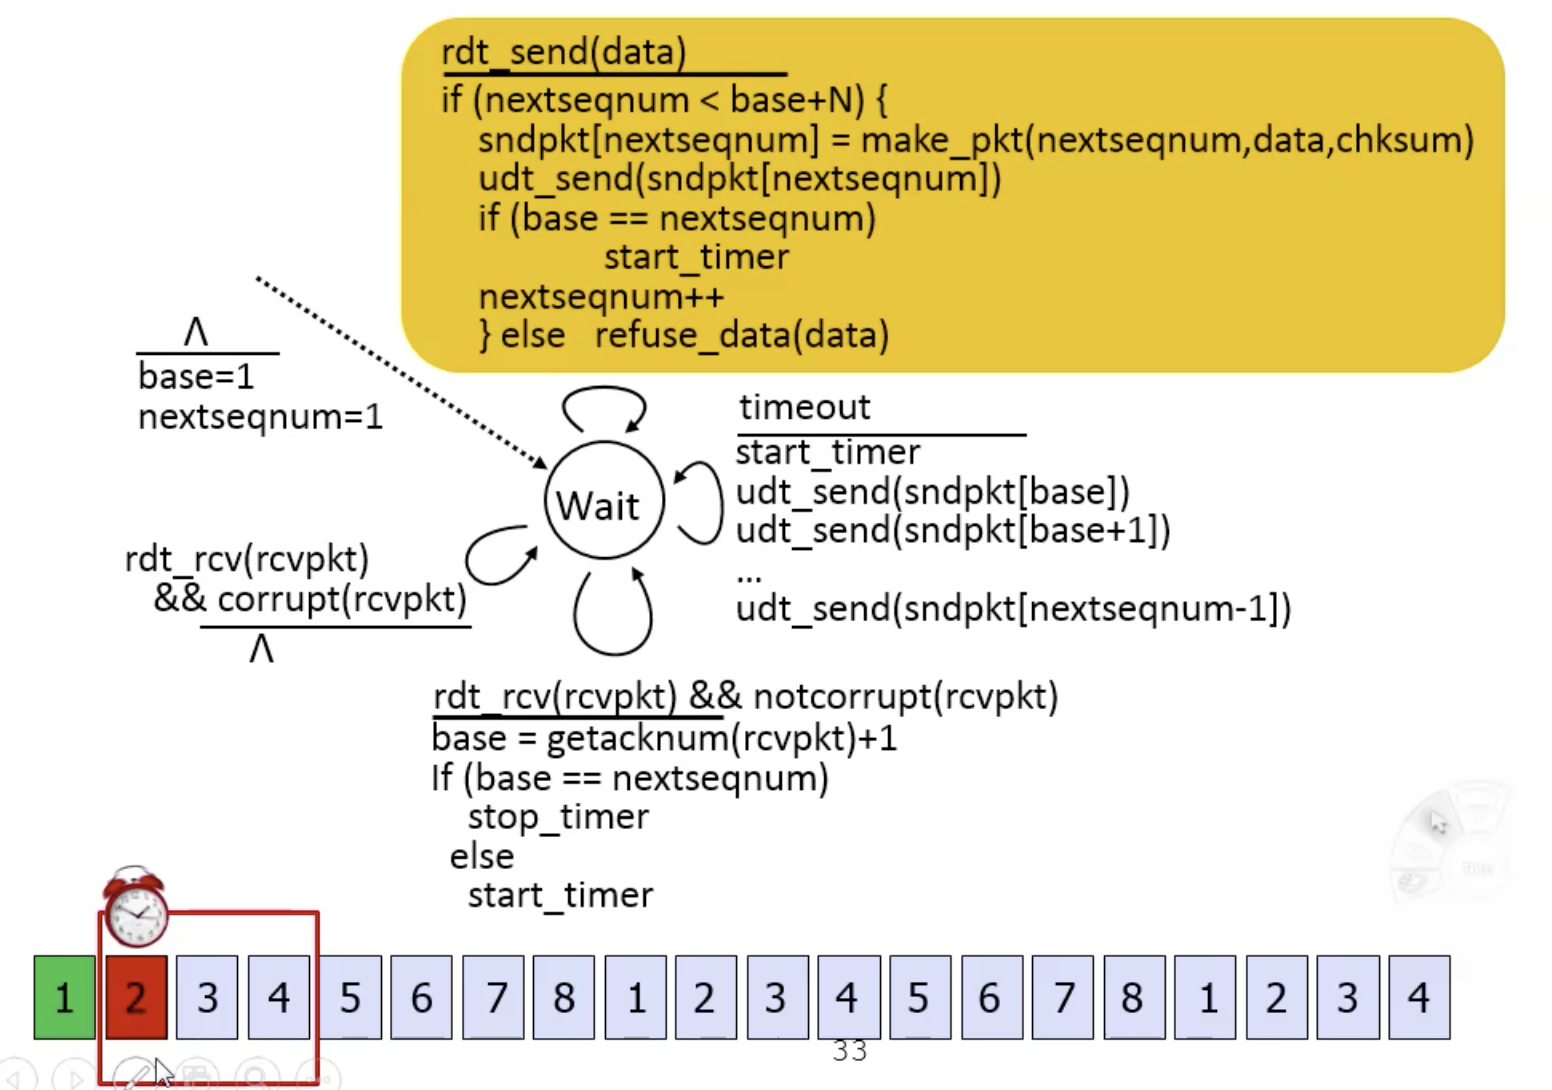 rdt_send(data)
if (nextseqnum < base+N) {
sndpkt[nextseqnum] = make_pkt(nextseqnum,data,chksum)
udt_send(sndpkt[nextseqnum])
if (base == nextseqnum)
start_timer
nextseqnum++
} else refuse_data(data)
Λ
base=1
nextseqnum=1
Wait
timeout
start_timer
udt_send(sndpkt[base])
udt_send(sndpkt[base+1])
...
udt_send(sndpkt[nextseqnum-1])
rdt_rcv(rcvpkt)
&& corrupt(rcvpkt)
Λ
rdt_rcv(rcvpkt) && notcorrupt(rcvpkt)
base = getacknum(rcvpkt)+1
If (base == nextseqnum)
stop_timer
else
start_timer
1 2 3 4 5 6 7 8 1 2 3 4 5 6 7 8 1 2 3 4
33